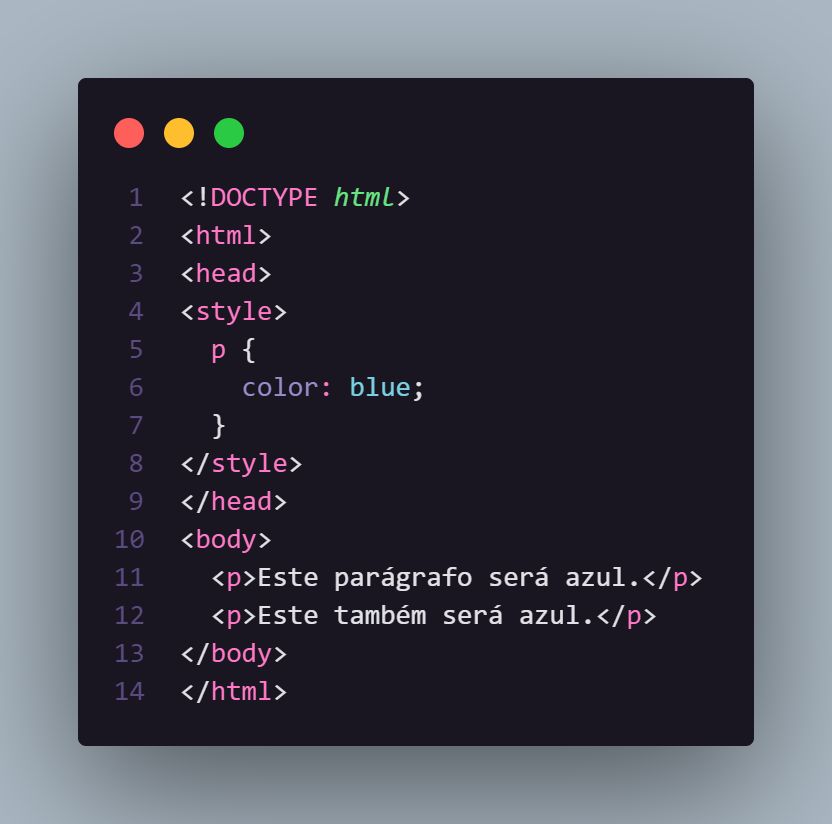 1 <!DOCTYPE html>
2 <html>
3 <head>
4 <style>
5   p {
6     color: blue;
7   }
8 </style>
9 </head>
10 <body>
11   <p>Este parágrafo será azul.</p>
12   <p>Este também será azul.</p>
13 </body>
14 </html>